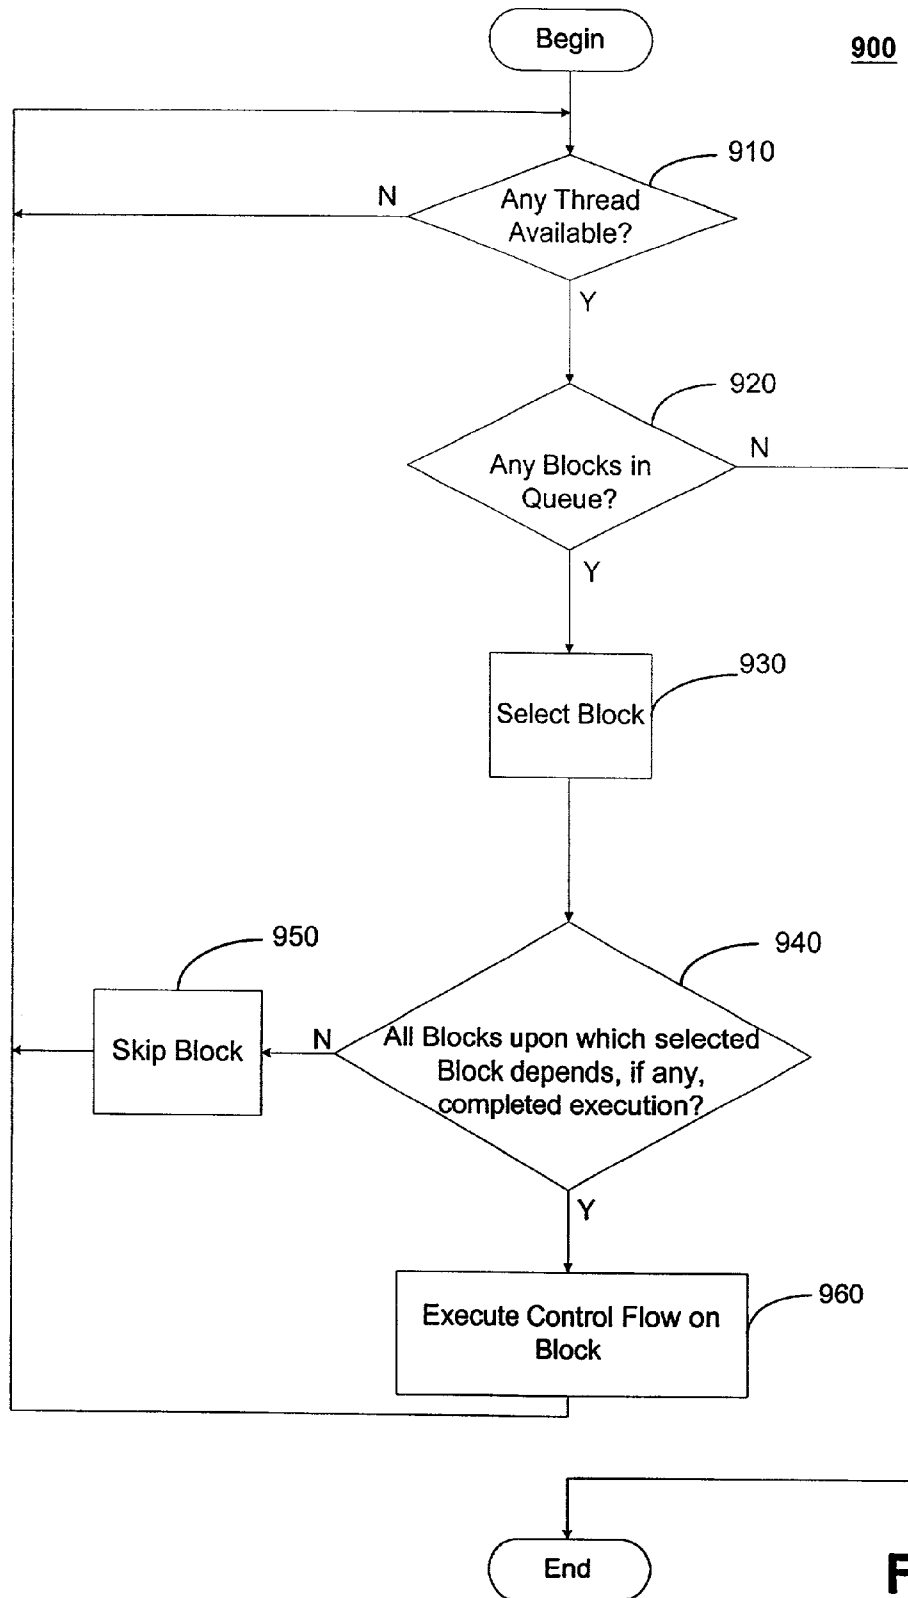 Begin
900
910
N
Any Thread
Available?
Y
920
N
Any Blocks in
Queue?
Y
930
Select Block
950
940
Skip Block
N
All Blocks upon which selected
Block depends, if any,
completed execution?
Y
960
Execute Control Flow on
Block
End
F